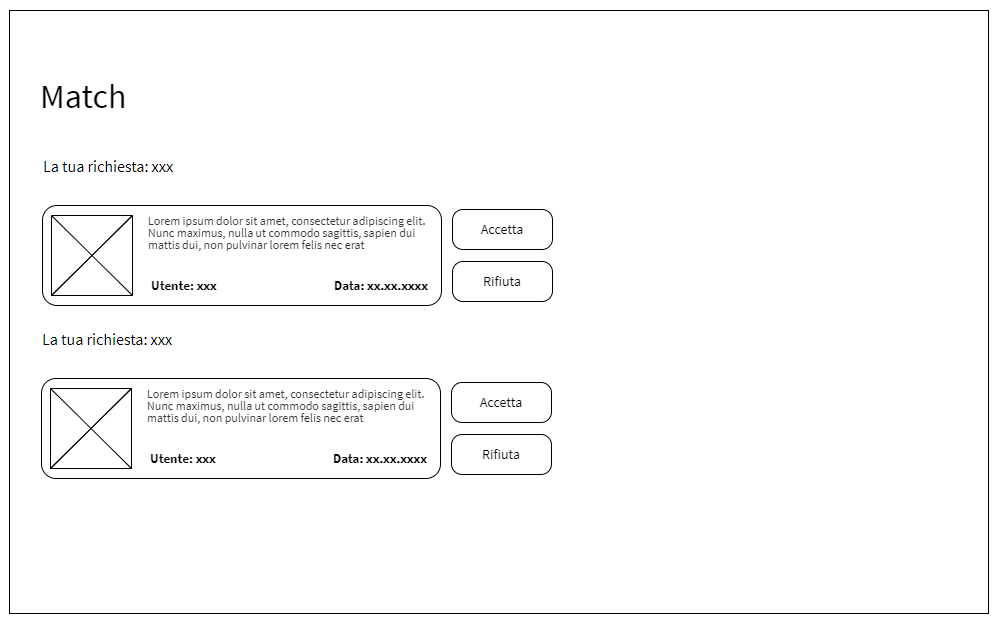 Match
La tua richiesta: xxx
Lorem ipsum dolor sit amet, consectetur adipiscing elit.
Nunc maximus, nulla ut commodo sagittis, sapien dui
mattis dui, non pulvinar lorem felis nec erat
Utente: xxx
Data: xx.xx.xxxx
Accetta
Rifiuta
La tua richiesta: xxx
Lorem ipsum dolor sit amet, consectetur adipiscing elit.
Nunc maximus, nulla ut commodo sagittis, sapien dui
mattis dui, non pulvinar lorem felis nec erat
Utente: xxx
Data: xx.xx.xxxx
Accetta
Rifiuta